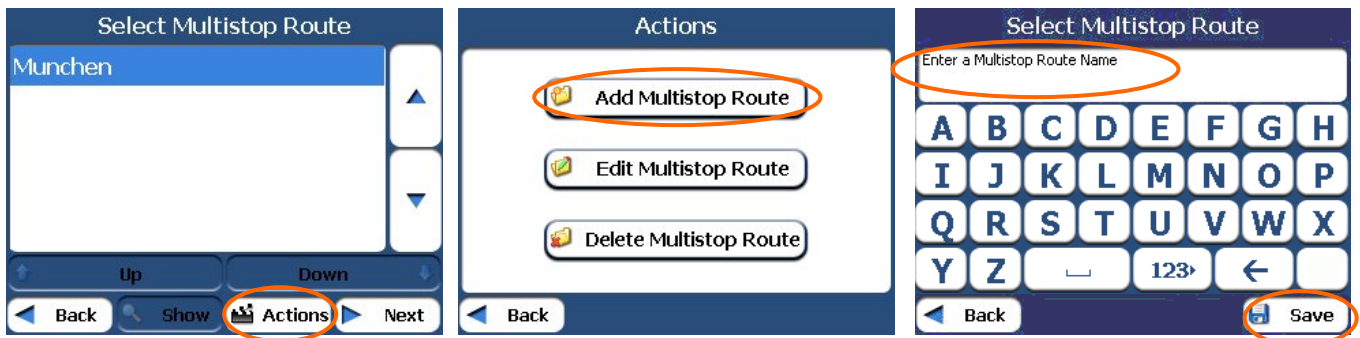 Select Multistop Route
Munchen
Up Down
Back Show Actions Next
Actions
Add Multistop Route
Edit Multistop Route
Delete Multistop Route
Back
Select Multistop Route
Enter a Multistop Route Name
A B C D E F G H
I J K L M N O P
Q R S T U V W X
Y Z 123
Back Save